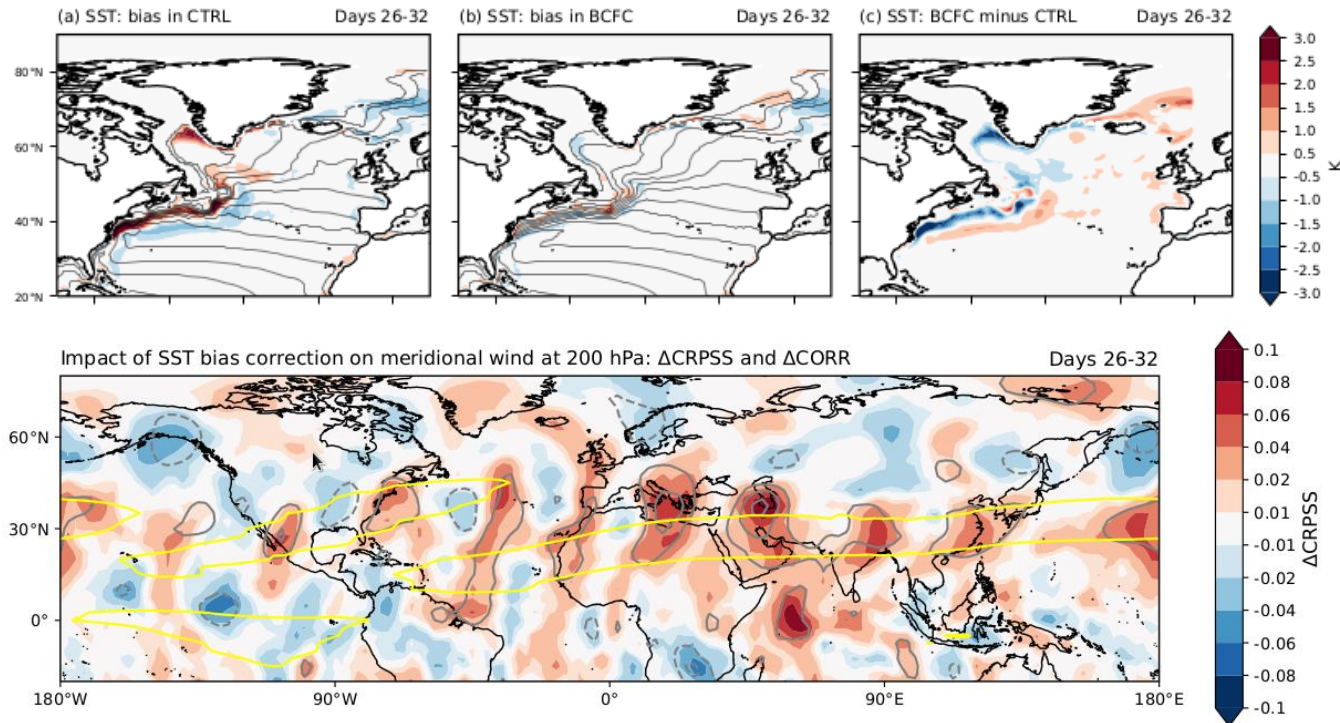 (a) SST: bias in CTRL Days 26-32
(b) SST: bias in BCFC Days 26-32
(c) SST: BCFC minus CTRL Days 26-32
80°N
60°N
40°N
20°N
3.0
2.5
2.0
1.5
1.0
0.5
-0.5
-1.0
-1.5
-2.0
-2.5
-3.0
K
Impact of SST bias correction on meridional wind at 200 hPa: ΔCRPSS and ΔCORR Days 26-32
60°N
30°N
0°
180°W
90°W
0°
90°E
180°E
0.1
0.08
0.06
0.04
0.02
0.01
-0.01
-0.02
-0.04
-0.06
-0.08
-0.1
ΔCRPSS